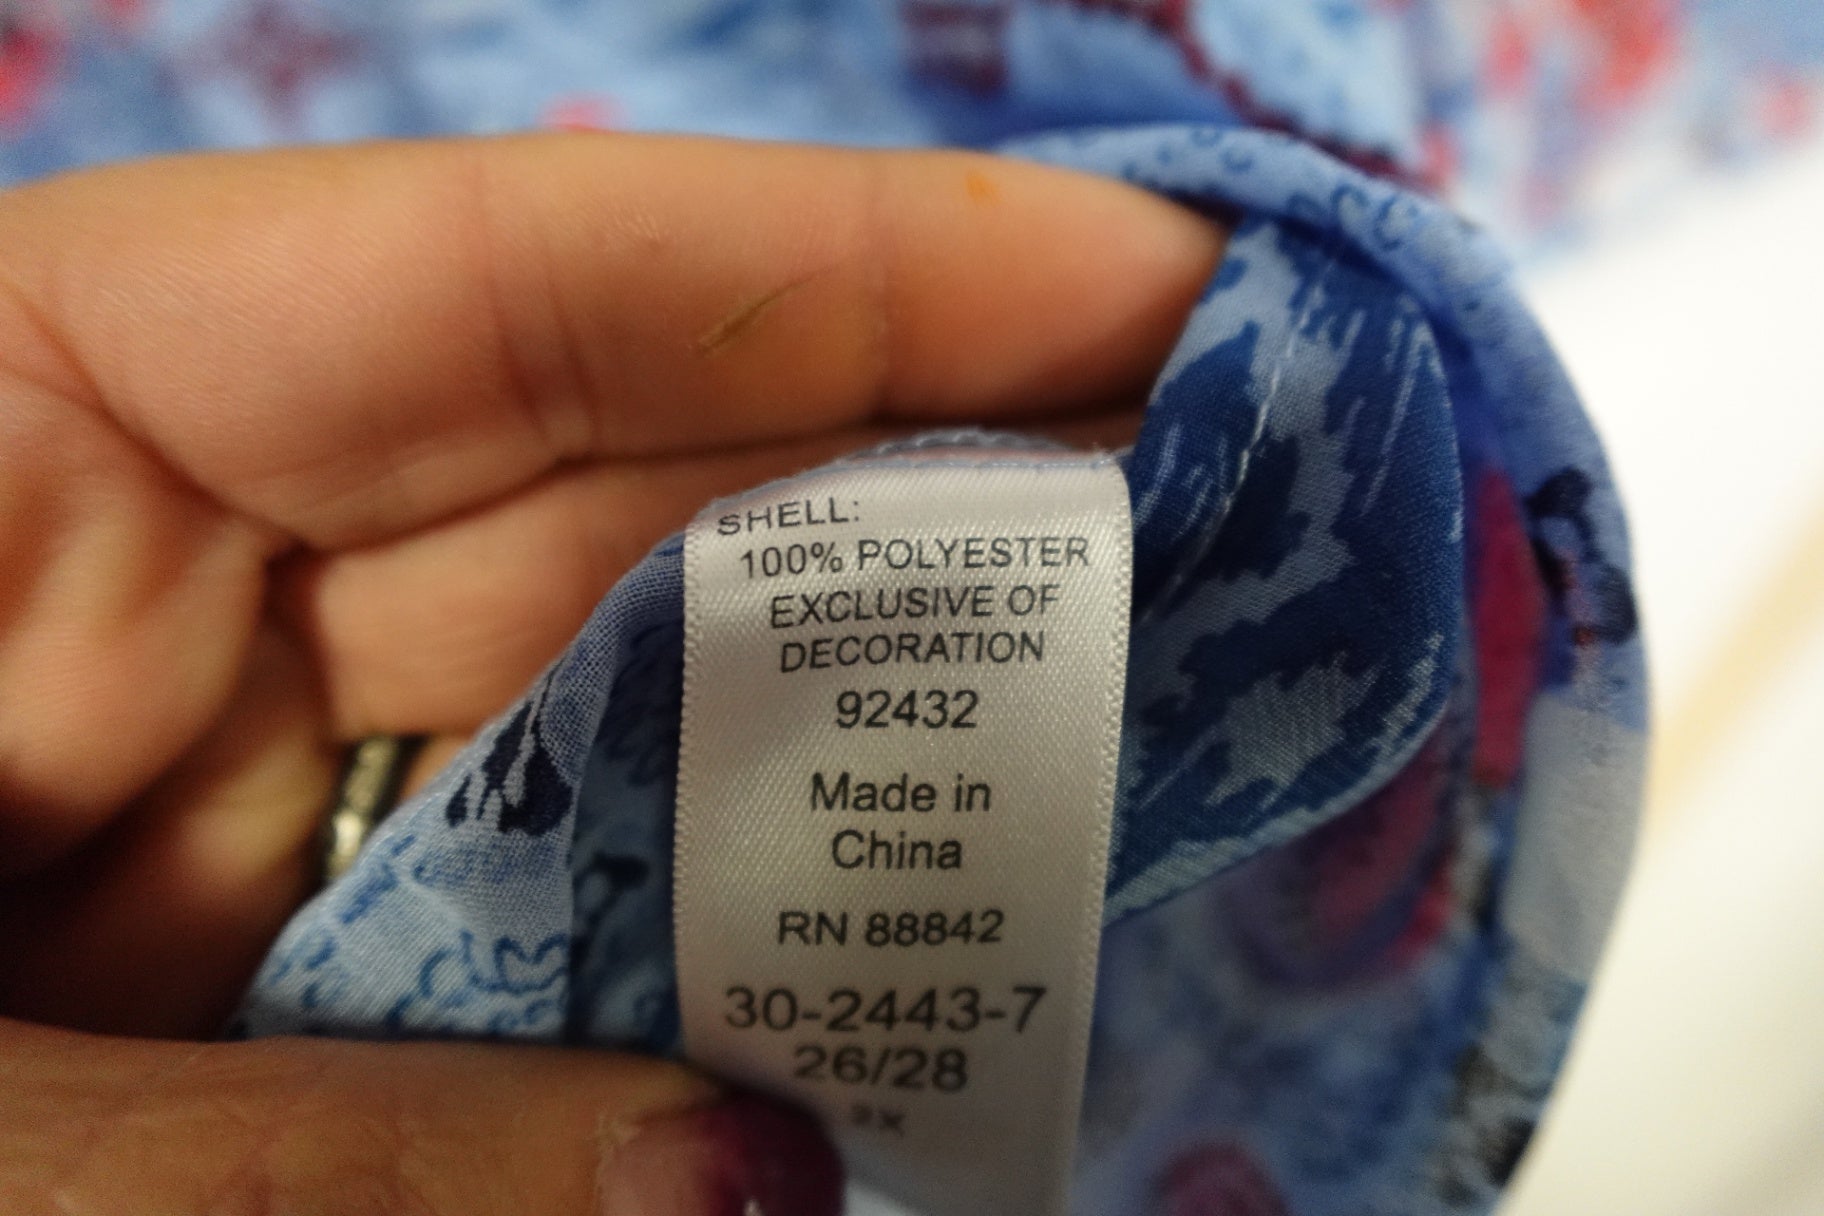 SHELL:
100% POLYESTER
EXCLUSIVE OF
DECORATION
92432
Made in
China
RN 88842
30-2443-7
26/28